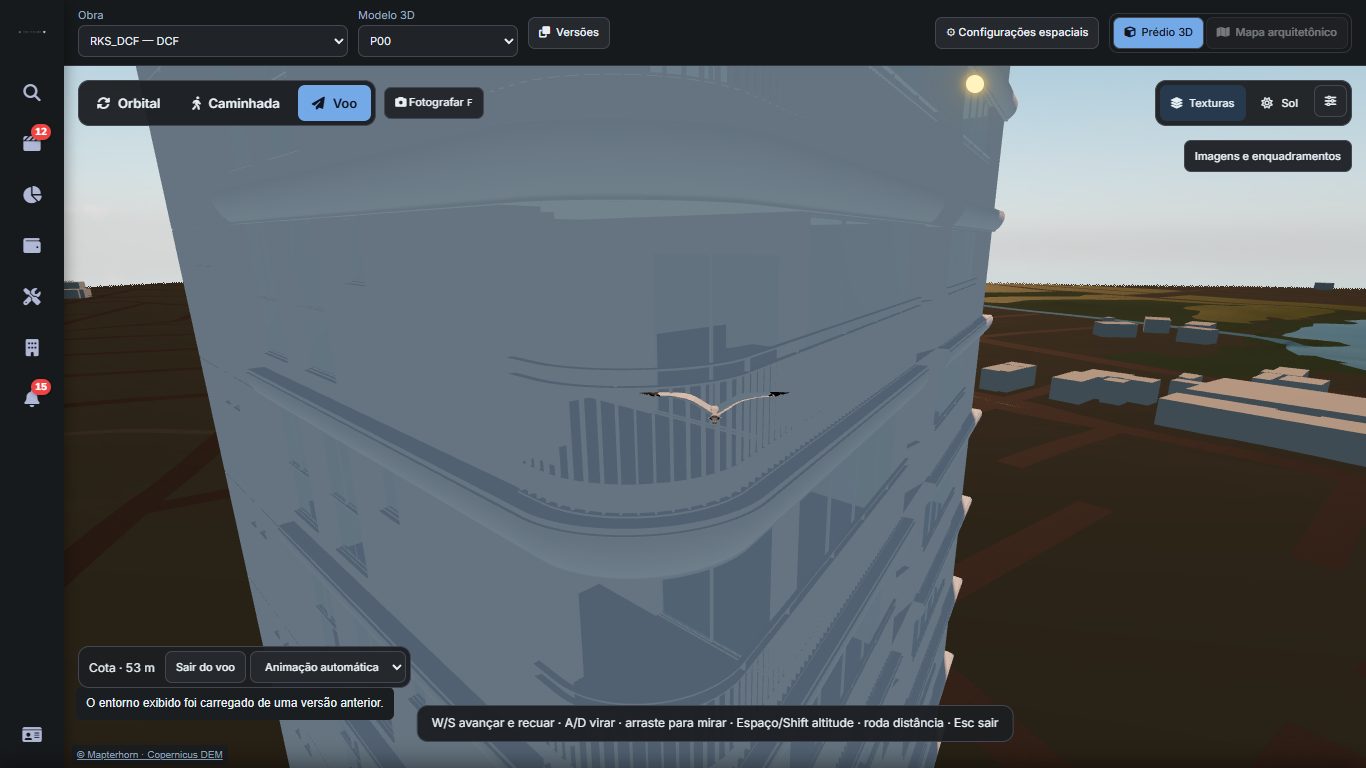 Obra
Modelo 3D
RKS_DCF — DCF
P00
Versões
Configurações espaciais
Prédio 3D
Mapa arquitetônico
12
15
Orbital
Caminhada
Voo
Fotografar F
Texturas
Sol
Imagens e enquadramentos
Cota · 53 m
Sair do voo
Animação automática
O entorno exibido foi carregado de uma versão anterior.
W/S avançar e recuar · A/D virar · arraste para mirar · Espaço/Shift altitude · roda distância · Esc sair
© Mapterhorn · Copernicus DEM